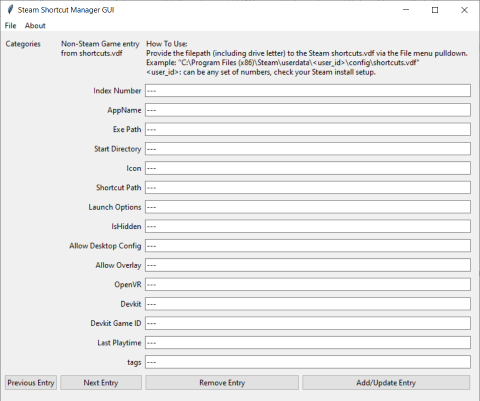 Steam Shortcut Manager GUI
File About
Categories
Non-Steam Game entry
from shortcuts.vdf
How To Use:
Provide the filepath (including drive letter) to the Steam shortcuts.vdf via the File menu pulldown.
Example: "C:\Program Files (x86)\Steam\userdata\<user_id>\config\shortcuts.vdf"
<user_id>: can be any set of numbers, check your Steam install setup.
Index Number ---
AppName ---
Exe Path ---
Start Directory ---
Icon ---
Shortcut Path ---
Launch Options ---
IsHidden ---
Allow Desktop Config ---
Allow Overlay ---
OpenVR ---
Devkit ---
Devkit Game ID ---
Last Playtime ---
tags ---
Previous Entry Next Entry Remove Entry Add/Update Entry